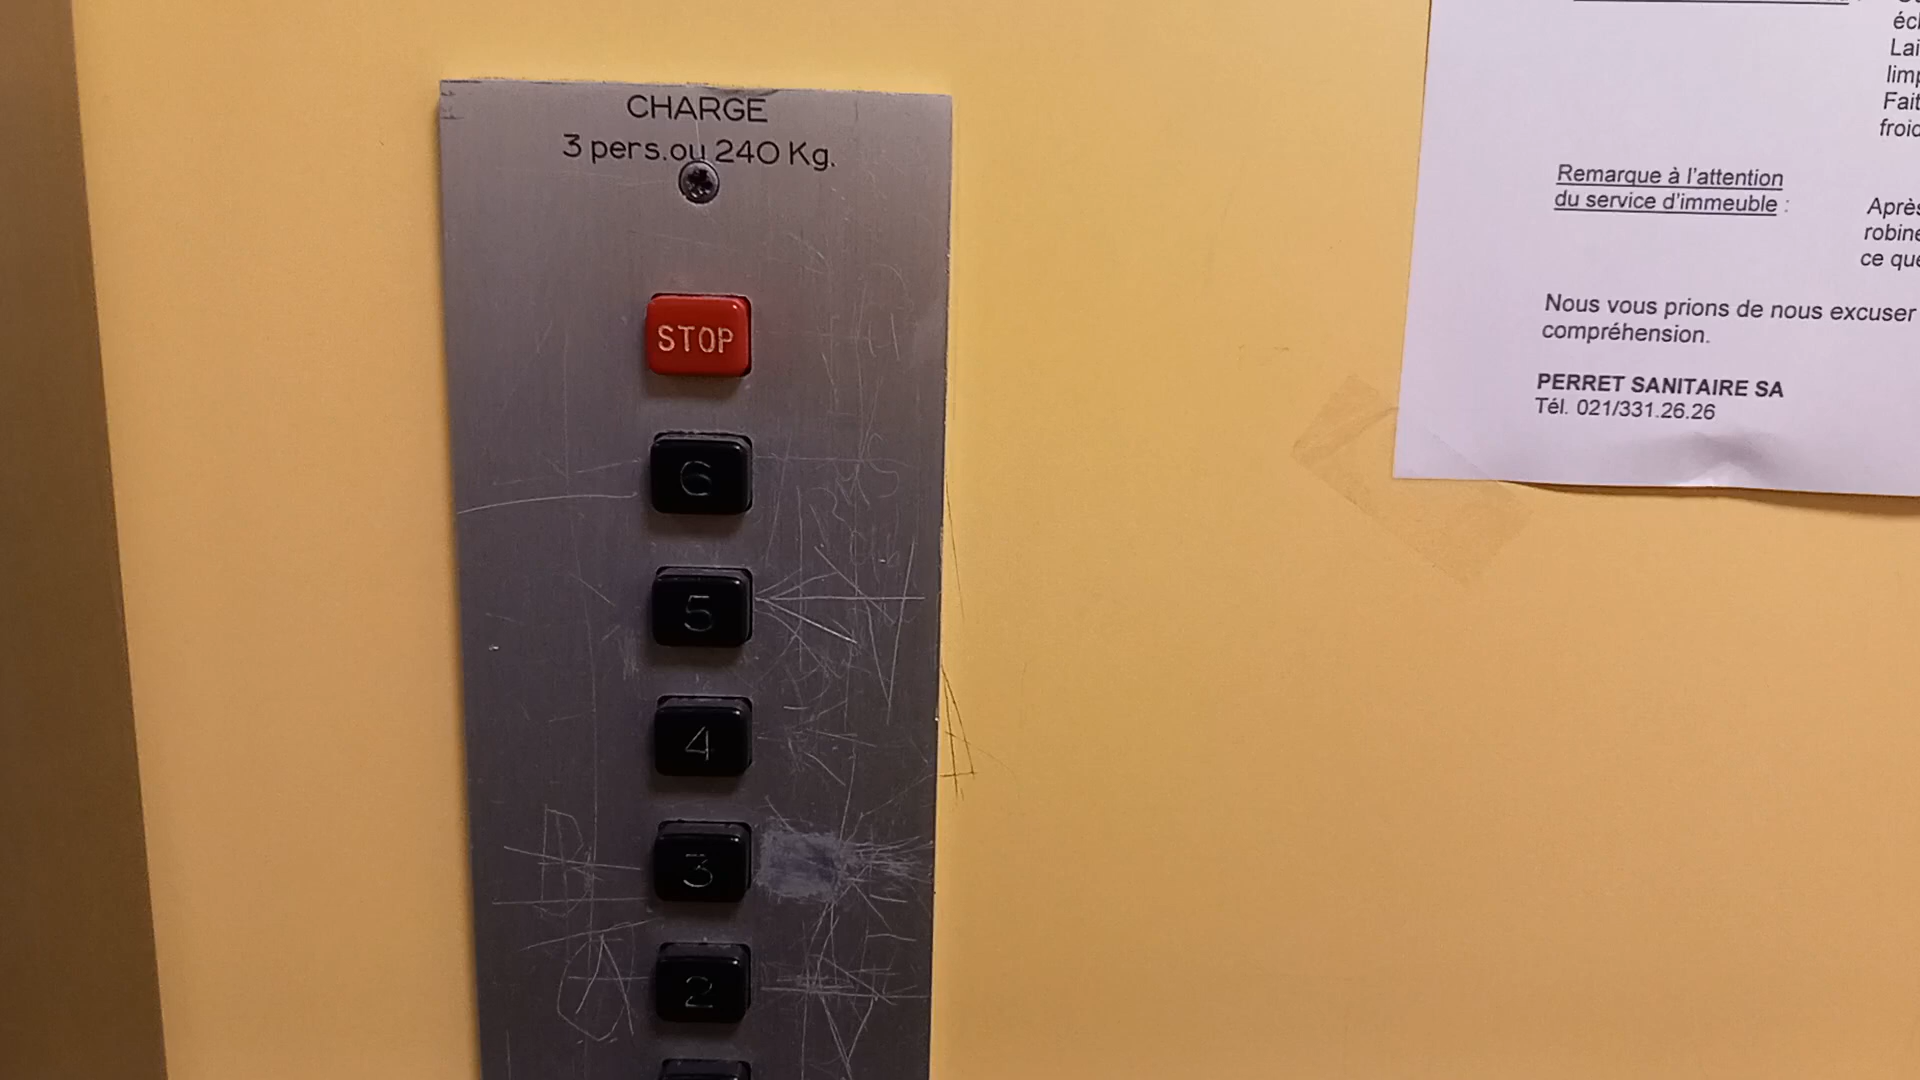 CHARGE
3 pers.ou 240 Kg.
STOP
6
5
4
3
2
Lai
Fait
Remarque à l'attention
du service d'immeuble :
Après
ce que
Nous vous prions de nous excuser
compréhension.
PERRET SANITAIRE SA
Tél. 021/331.26.26